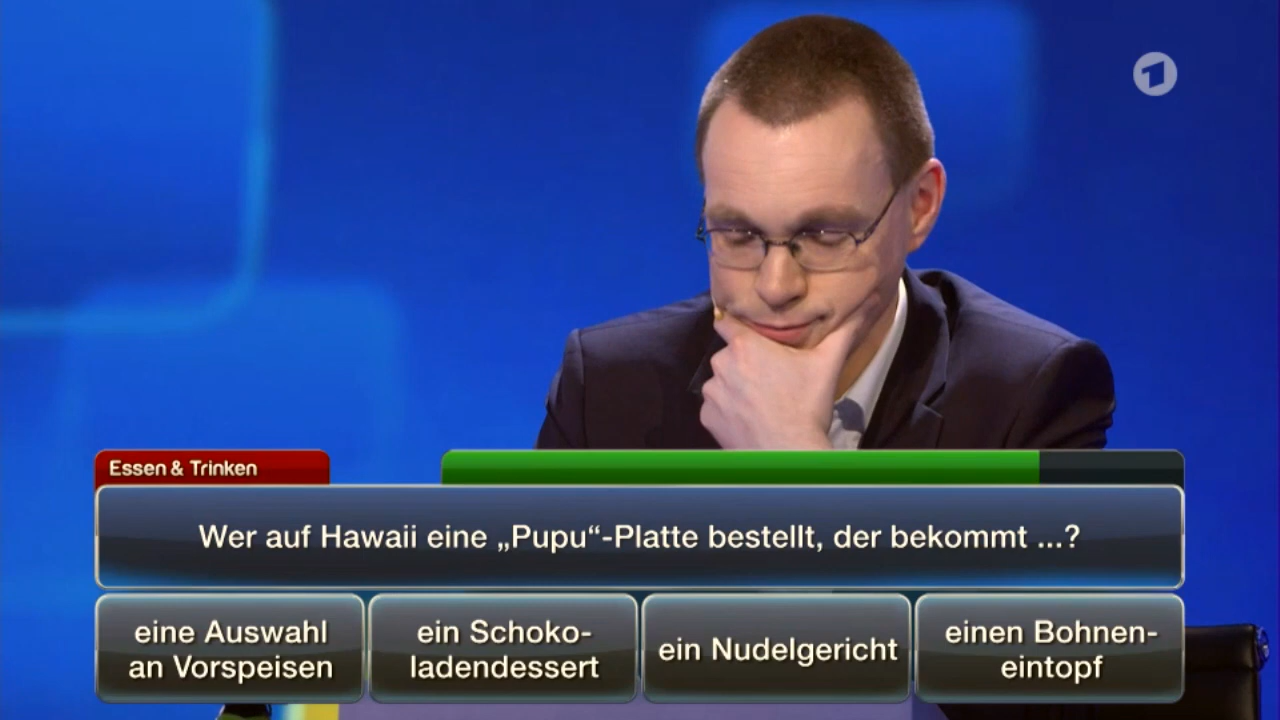 Essen & Trinken
Wer auf Hawaii eine „Pupu“-Platte bestellt, der bekommt ...?
eine Auswahl
an Vorspeisen
ein Schoko-
ladendessert
ein Nudelgericht
einen Bohnen-
eintopf
1